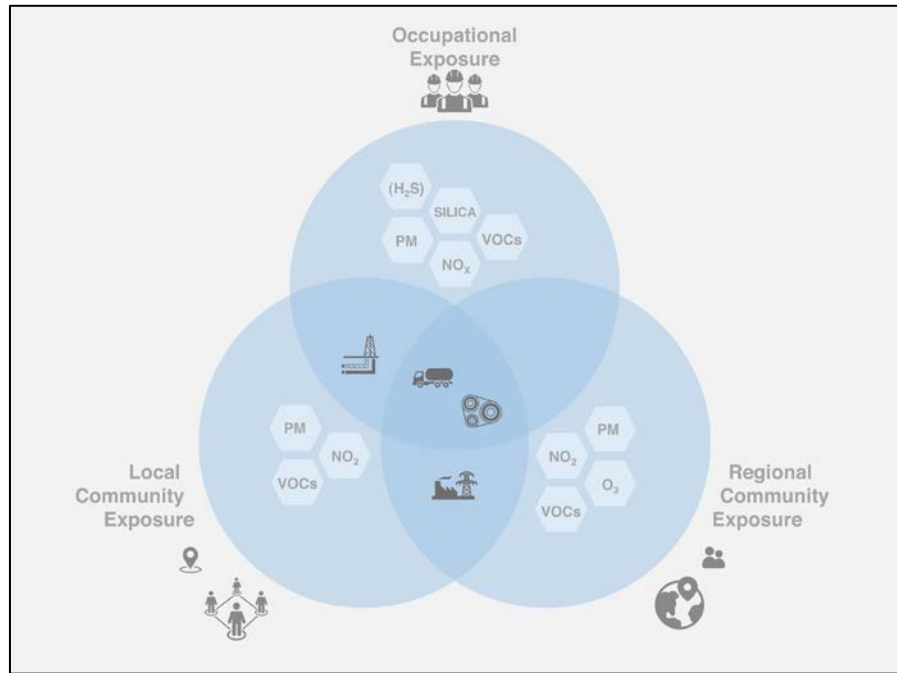 Occupational
Exposure
(H₂S)
SILICA
PM
VOCs
NOₓ
PM
NO₂
VOCs
PM
NO₂
O₃
VOCs
Local
Community
Exposure
Regional
Community
Exposure